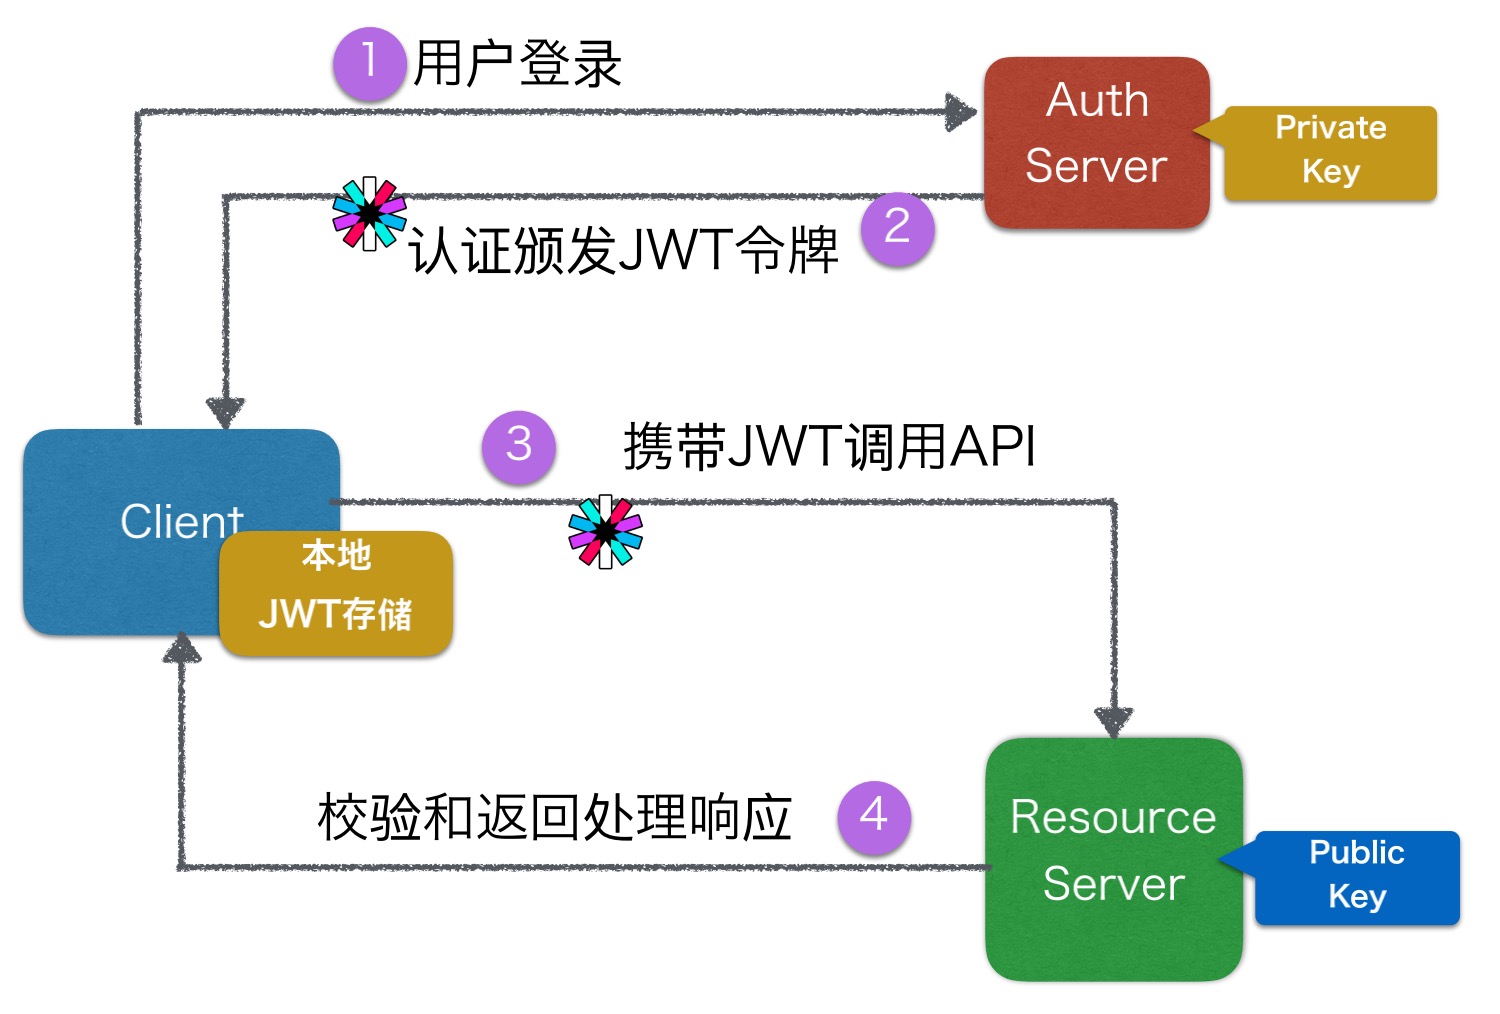 1
用户登录
Auth
Server
Private
Key
2
认证颁发JWT令牌
3
携带JWT调用API
Client
本地
JWT存储
4
校验和返回处理响应
Resource
Server
Public
Key